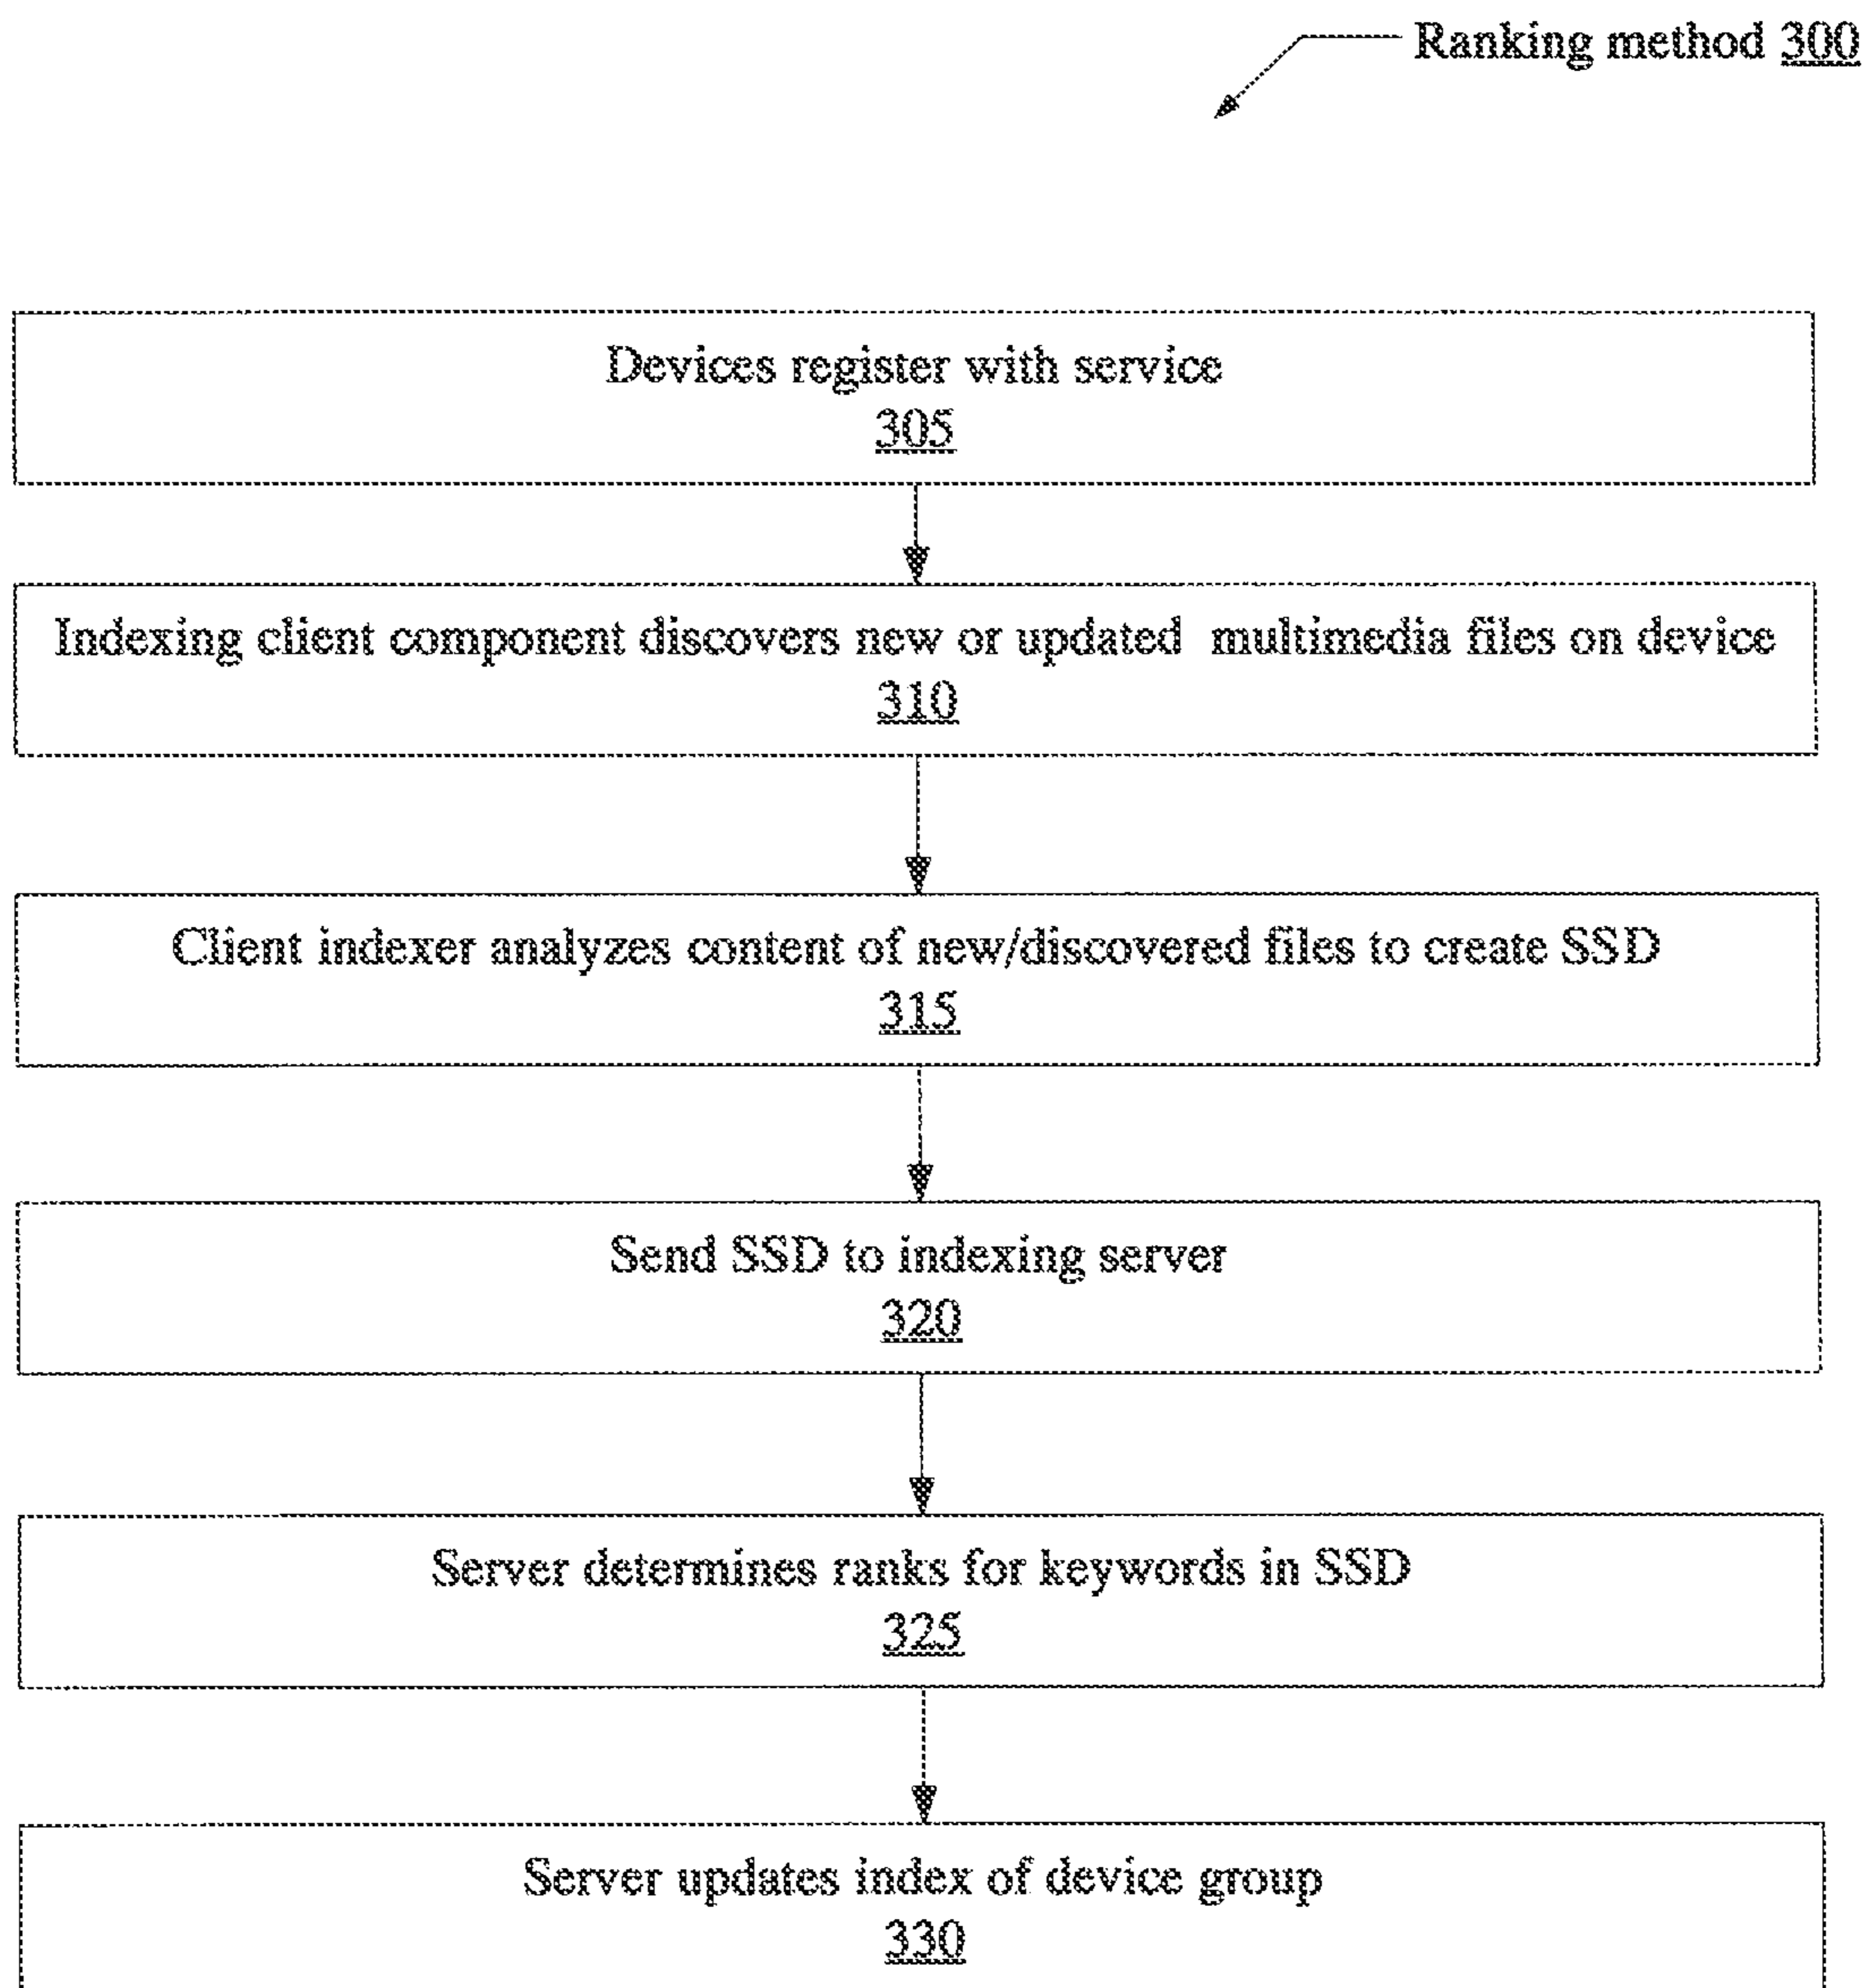 Ranking method 300
Devices register with service
305
Indexing client component discovers new or updated multimedia files on device
310
Client indexer analyzes content of new/discovered files to create SSD
315
Send SSD to indexing server
320
Server determines ranks for keywords in SSD
325
Server updates index of device group
330